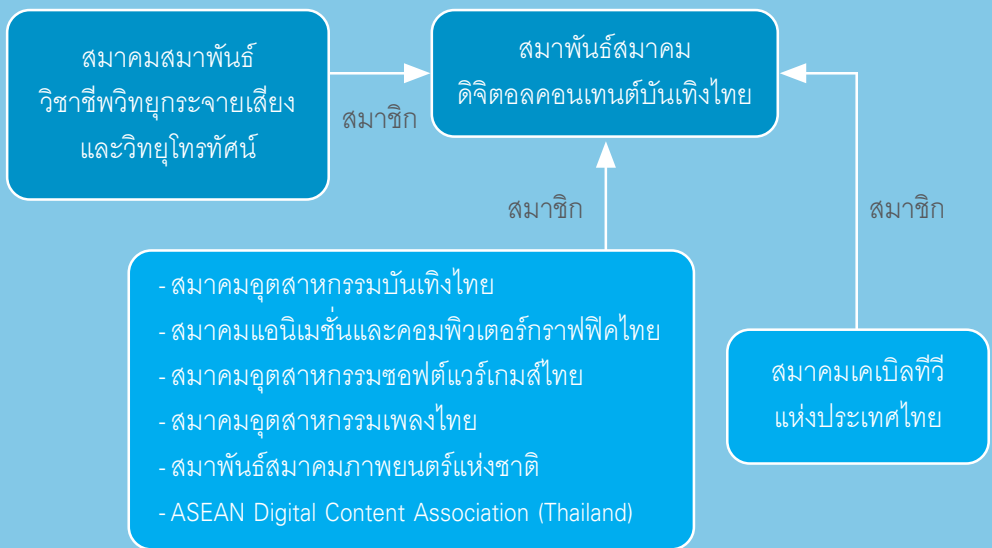 สมาคมสมาพันธ์
วิชาชีพวิทยุกระจายเสียง
และวิทยุโทรทัศน์
สมาชิก
สมาพันธ์สมาคม
ดิจิตอลคอนเทนต์บันเทิงไทย
สมาชิก
สมาชิก
- สมาคมอุตสาหกรรมบันเทิงไทย
- สมาคมแอนิเมชั่นและคอมพิวเตอร์กราฟฟิคไทย
- สมาคมอุตสาหกรรมซอฟต์แวร์เกมส์ไทย
- สมาคมอุตสาหกรรมเพลงไทย
- สมาพันธ์สมาคมภาพยนตร์แห่งชาติ
- ASEAN Digital Content Association (Thailand)
สมาคมเคเบิลทีวี
แห่งประเทศไทย